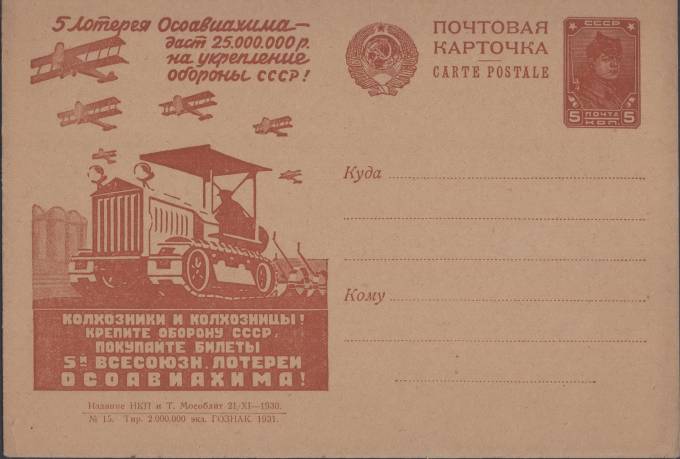 5 Лотерея Осоавиахима—
даст 25.000.000 р.
на укрепление
обороны СССР!
ПОЧТОВАЯ
КАРТОЧКА
CARTE POSTALE
СССР
5 ПОЧТА 5
КОП.
Куда
Кому
КОЛХОЗНИКИ И КОЛХОЗНИЦЫ!
КРЕПИТЕ ОБОРОНУ СССР,
ПОКУПАЙТЕ БИЛЕТЫ
5й ВСЕСОЮЗН. ЛОТЕРЕИ
ОСОАВИАХИМА!
Издание НКП и Т. Мособлит 21/XI—1930.
№ 15. Тир. 2.000.000 экз. ГОЗНАК. 1931.